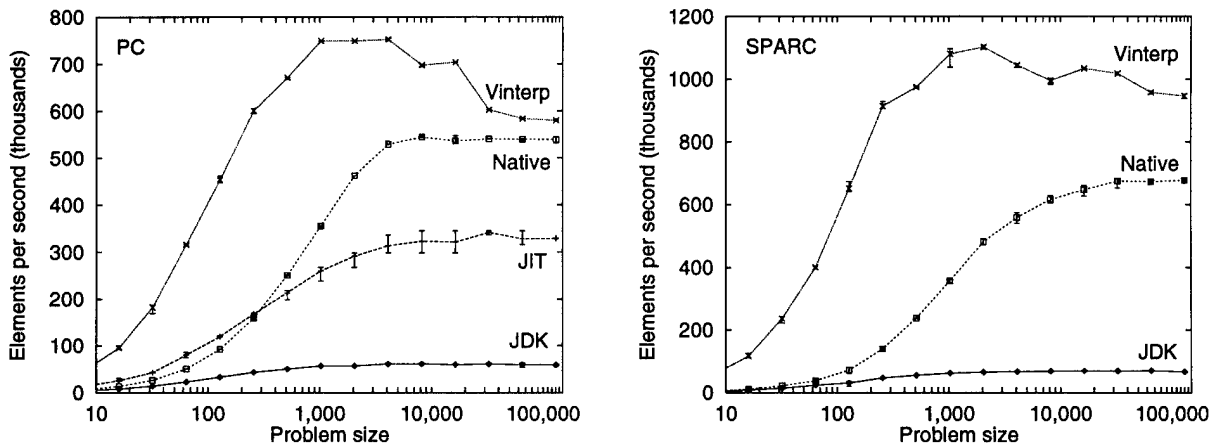 Elements per second (thousands)
800
700
600
500
400
300
200
100
0
PC
Vinterp
Native
JIT
JDK
10
100
1,000
10,000
100,000
Problem size
Elements per second (thousands)
1200
1000
800
600
400
200
0
SPARC
Vinterp
Native
JDK
10
100
1,000
10,000
100,000
Problem size